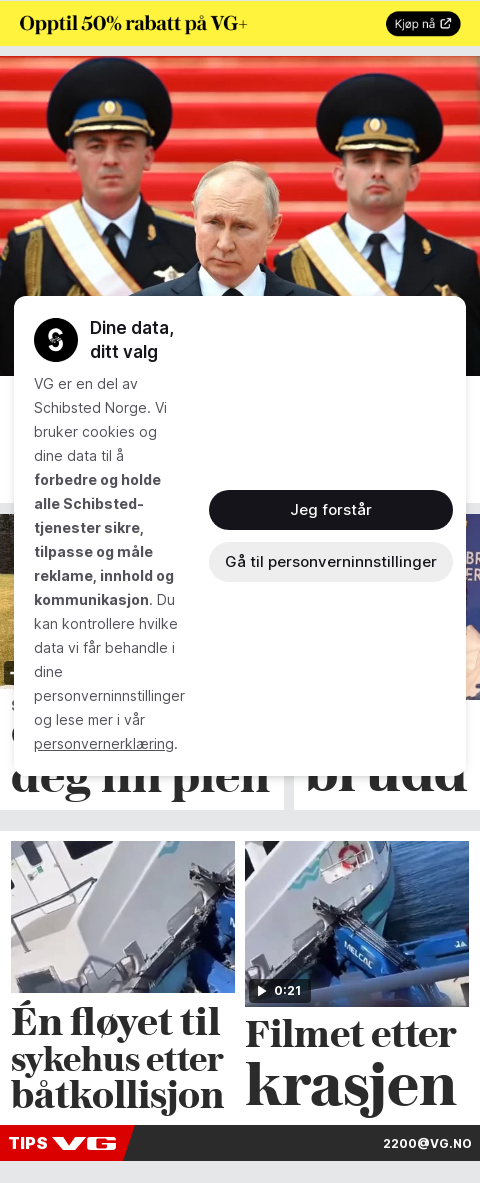 Opptil 50% rabatt på VG+
Kjøp nå
Dine data,
ditt valg
VG er en del av
Schibsted Norge. Vi
bruker cookies og
dine data til å
forbedre og holde
alle Schibsted-
tjenester sikre,
tilpasse og måle
reklame, innhold og
kommunikasjon. Du
kan kontrollere hvilke
data vi får behandle i
dine
personverninnstillinger
og lese mer i vår
personvernerklæring.
Jeg forstår
Gå til personverninnstillinger
deg fin plen
brudd
MELCAL
Én fløyet til
sykehus etter
båtkollisjon
MELCAL
0:21
Filmet etter
krasjen
TIPS VG
2200@VG.NO